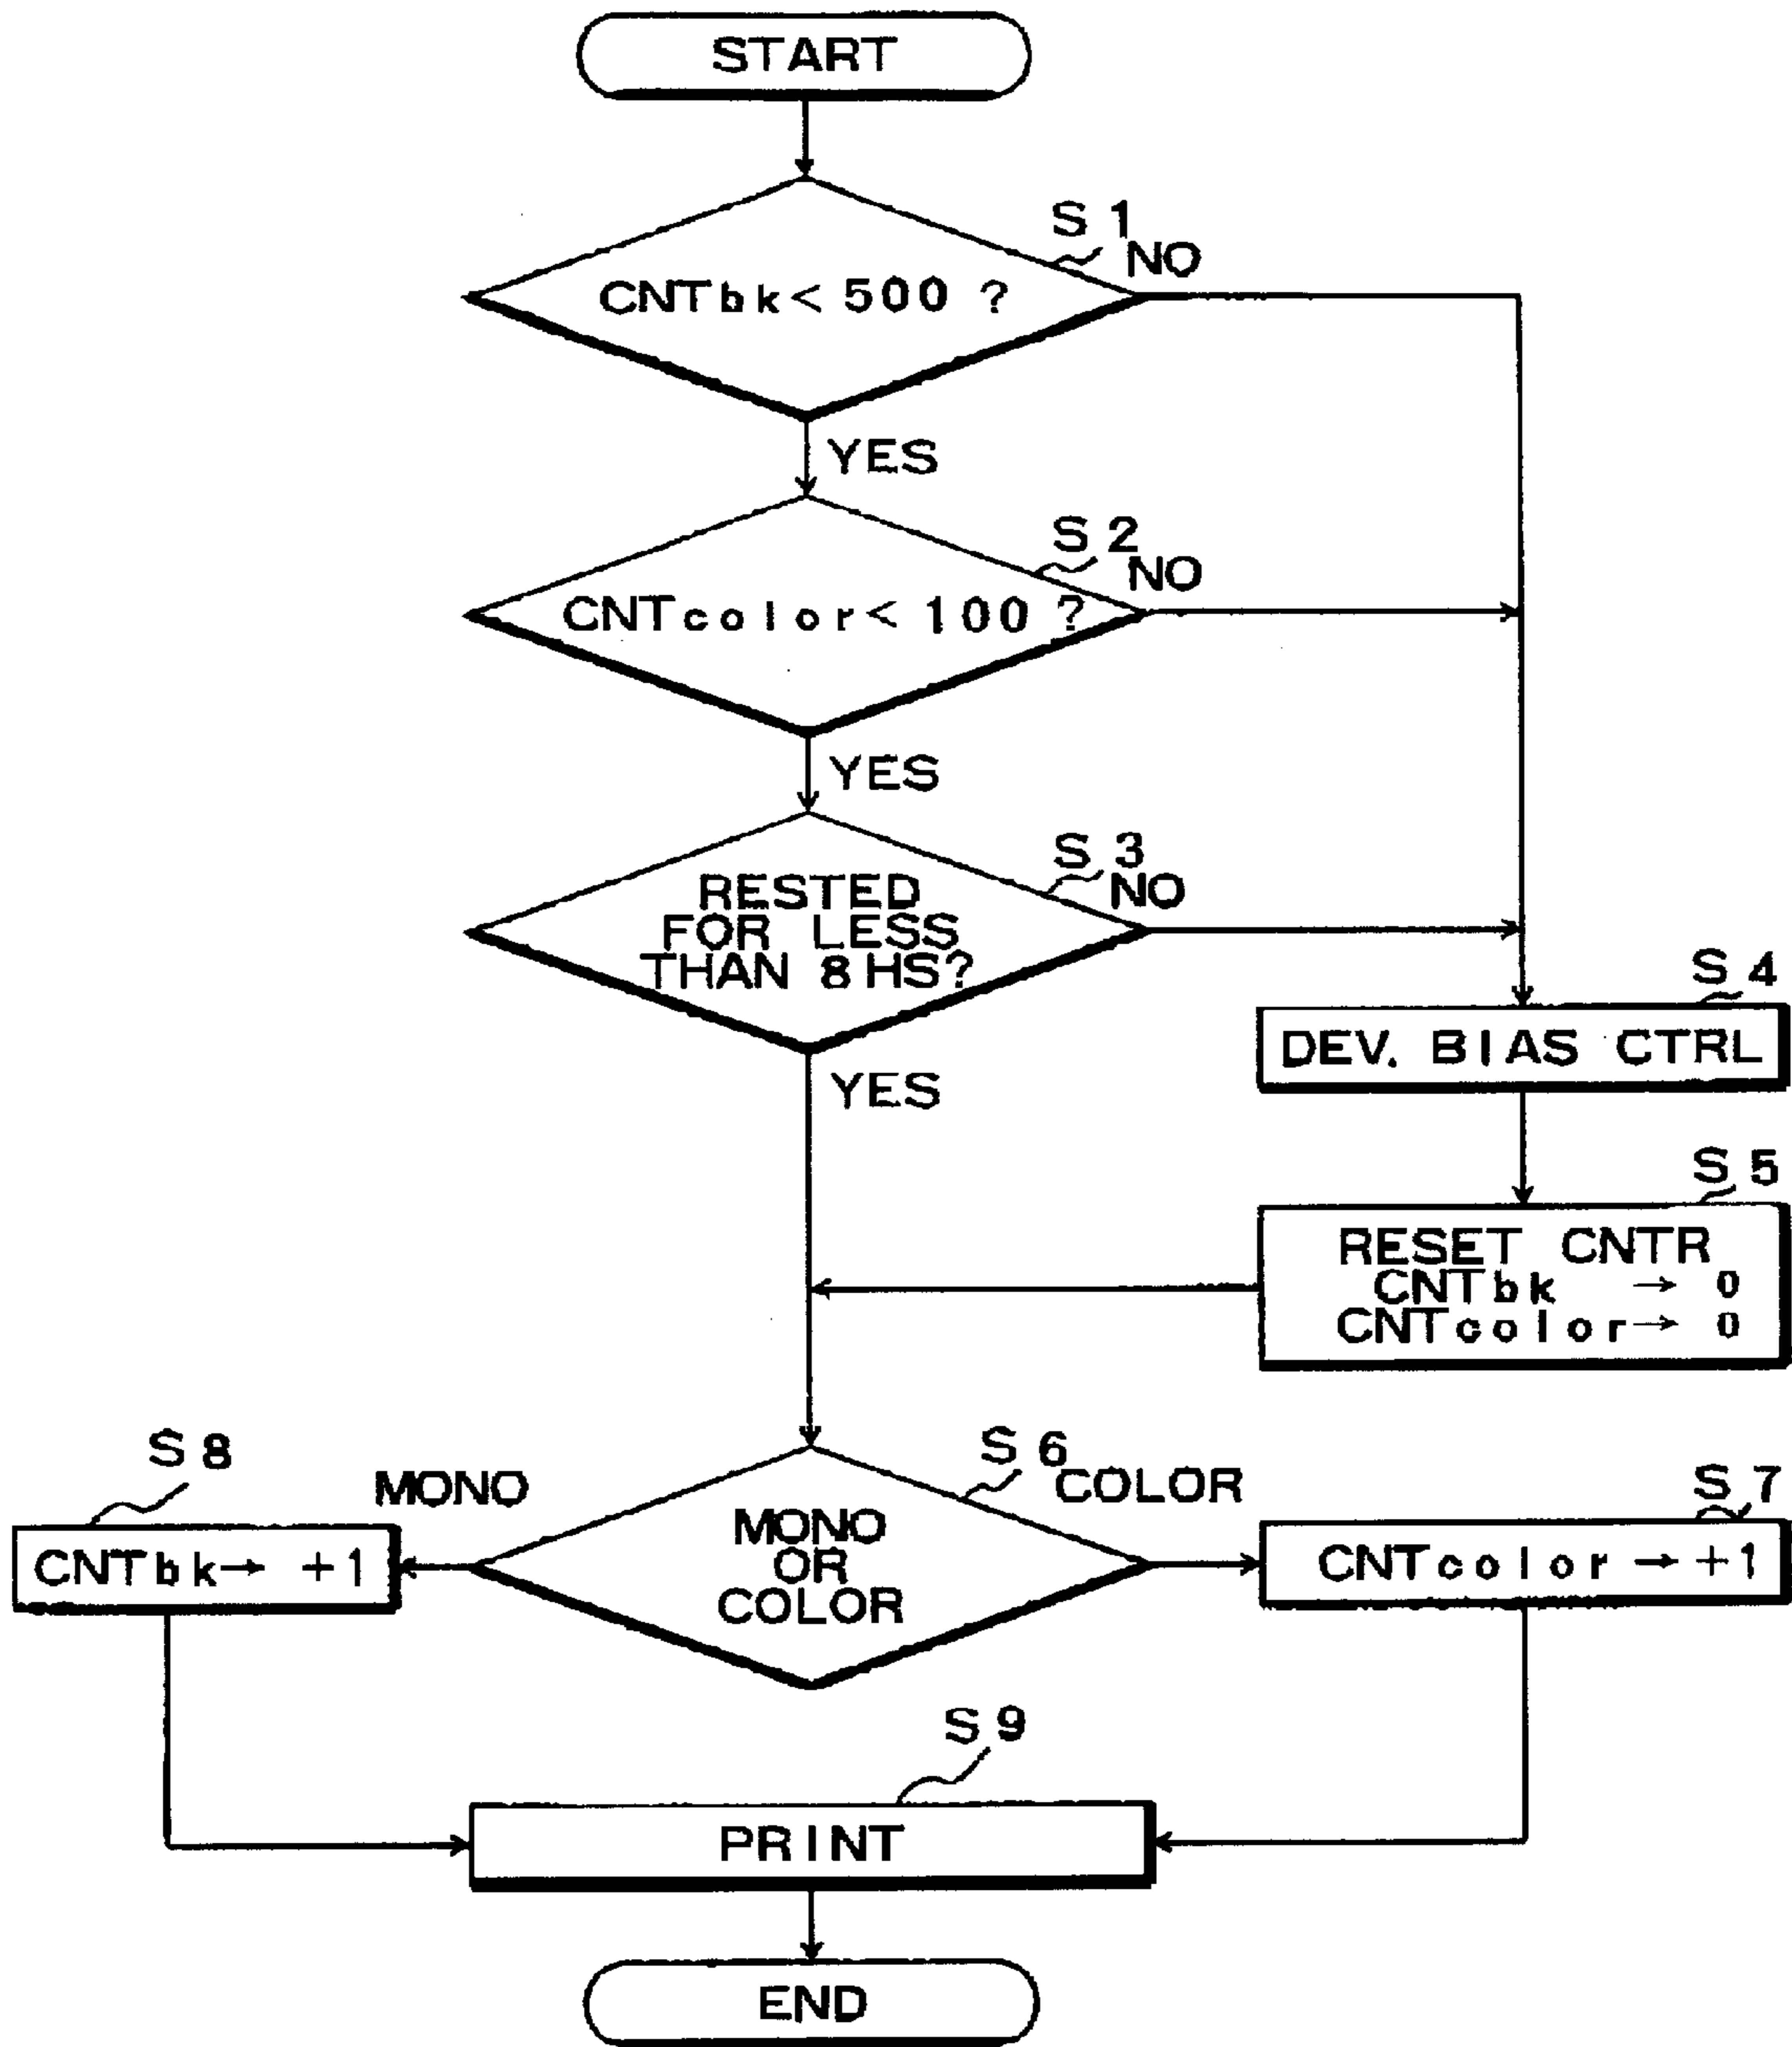 START
S1
NO
CNTbk< 500 ?
YES
S2
NO
CNTcolor< 100 ?
YES
S3
NO
RESTED
FOR LESS
THAN 8HS?
YES
S4
DEV. BIAS CTRL
S5
RESET CNTR
CNTbk → 0
CNTcolor→ 0
S6
MONO
COLOR
MONO
OR
COLOR
S7
CNTcolor→+1
S8
CNTbk→ +1
S9
PRINT
END